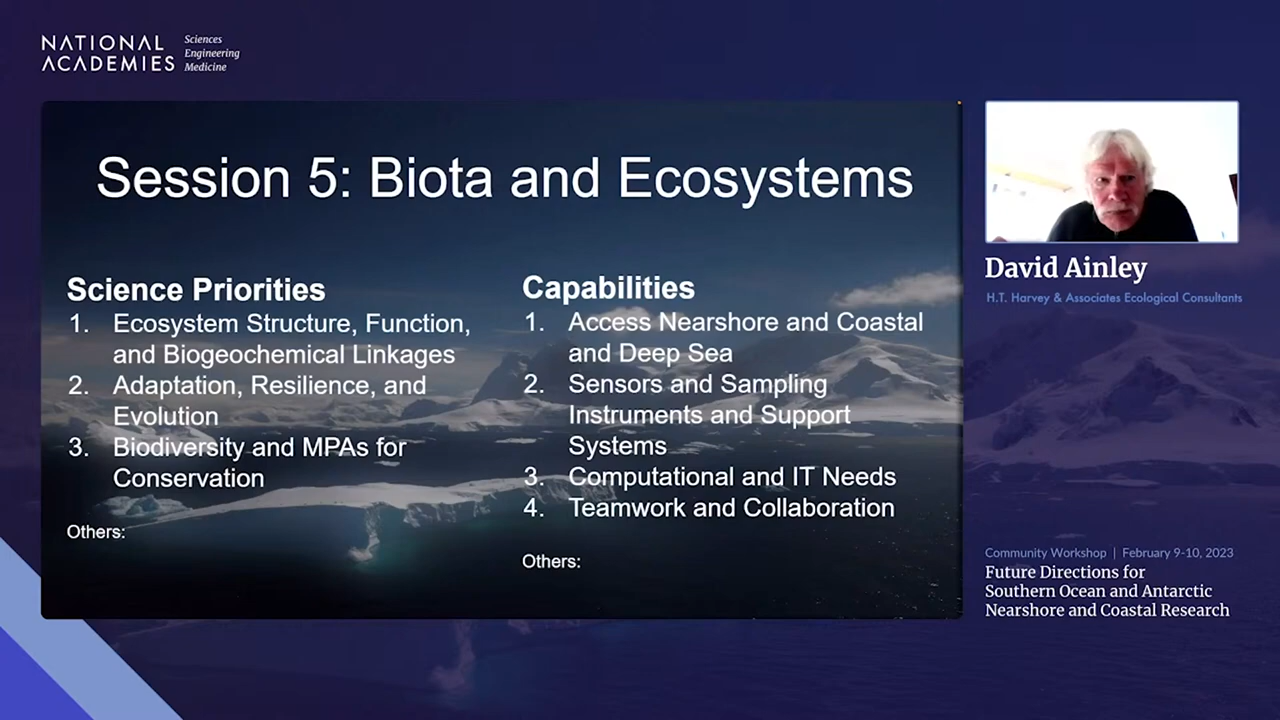 NATIONAL
ACADEMIES
Sciences
Engineering
Medicine
Session 5: Biota and Ecosystems
Science Priorities
1. Ecosystem Structure, Function,
and Biogeochemical Linkages
2. Adaptation, Resilience, and
Evolution
3. Biodiversity and MPAs for
Conservation
Others:
Capabilities
1. Access Nearshore and Coastal
and Deep Sea
2. Sensors and Sampling
Instruments and Support
Systems
3. Computational and IT Needs
4. Teamwork and Collaboration
Others:
David Ainley
H.T. Harvey & Associates Ecological Consultants
Community Workshop | February 9-10, 2023
Future Directions for
Southern Ocean and Antarctic
Nearshore and Coastal Research